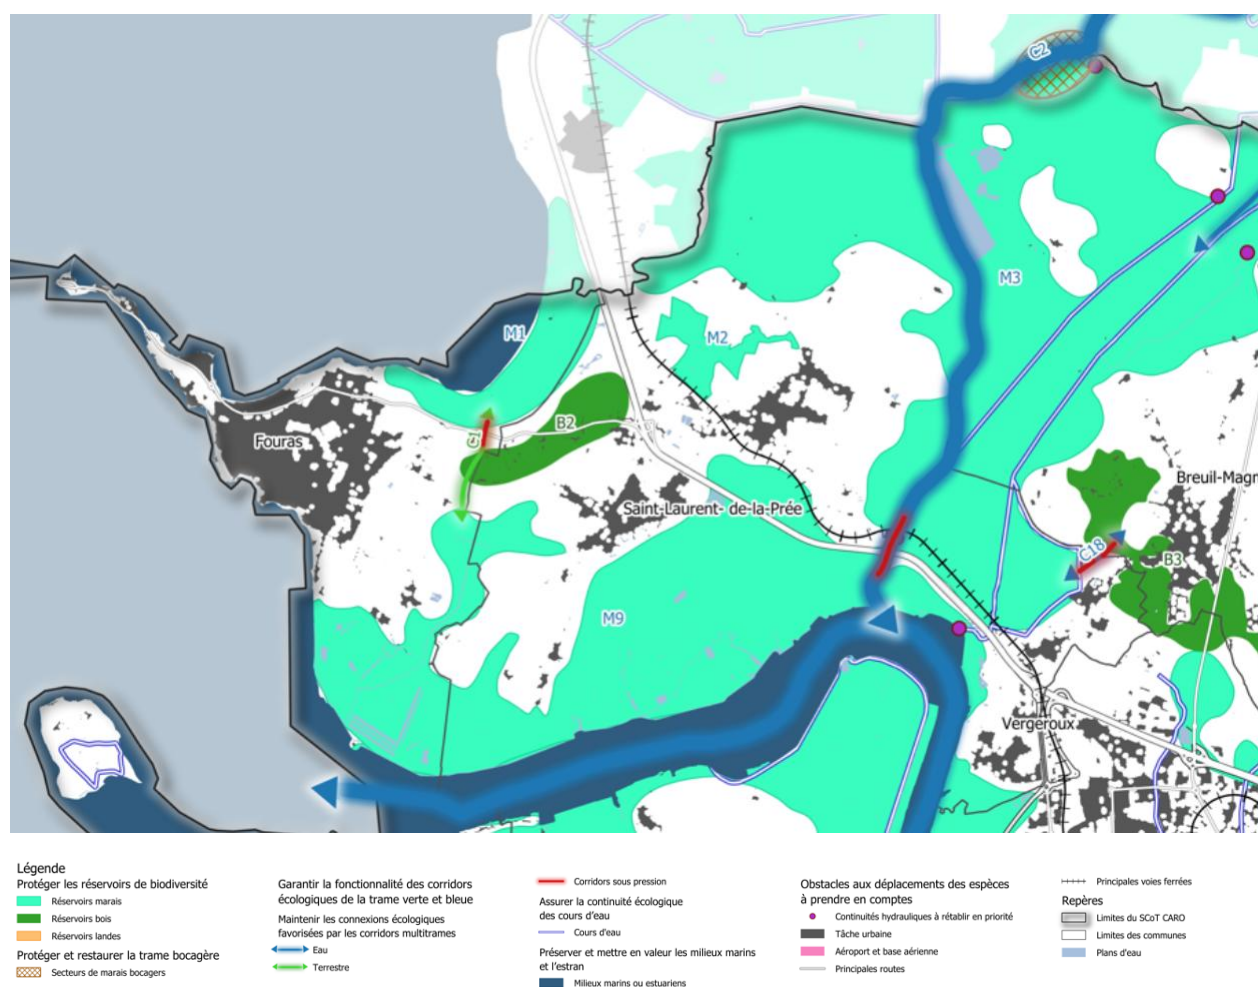 C2
M3
M1
M2
B2
Fouras
Saint-Laurent- de-la-Prée
Breuil-Magn
C18
B3
M9
Vergeroux
Légende
Protéger les réservoirs de biodiversité
Réservoirs marais
Réservoirs bois
Réservoirs landes
Protéger et restaurer la trame bocagère
Secteurs de marais bocagers
Garantir la fonctionnalité des corridors
écologiques de la trame verte et bleue
Maintenir les connexions écologiques
favorisées par les corridors multitrames
Eau
Terrestre
Corridors sous pression
Assurer la continuité écologique
des cours d'eau
Cours d'eau
Préserver et mettre en valeur les milieux marins
et l'estran
Milieux marins ou estuariens
Obstacles aux déplacements des espèces
à prendre en comptes
Continuités hydrauliques à rétablir en priorité
Tâche urbaine
Aéroport et base aérienne
Principales routes
Principales voies ferrées
Repères
Limites du SCoT CARO
Limites des communes
Plans d'eau